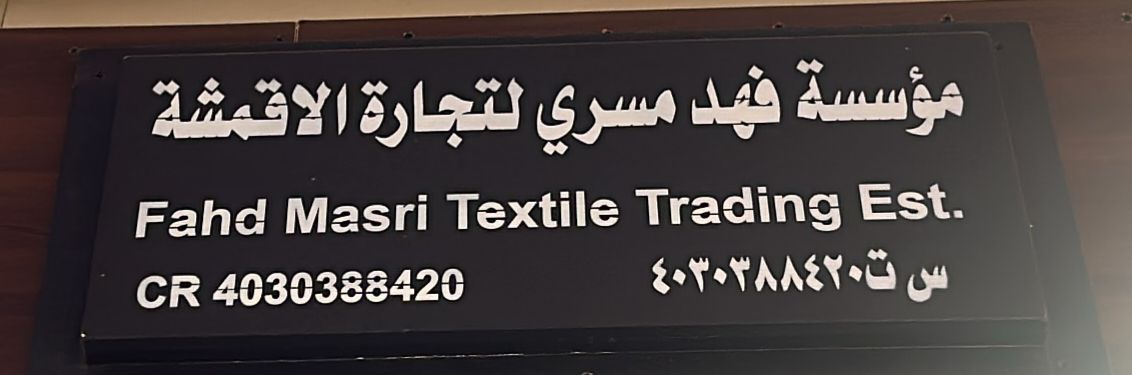 مؤسسة فهد مسري لتجارة الاقمشة
Fahd Masri Textile Trading Est.
CR 4030388420
س ت ٤٠٣٠٣٨٨٤٢٠